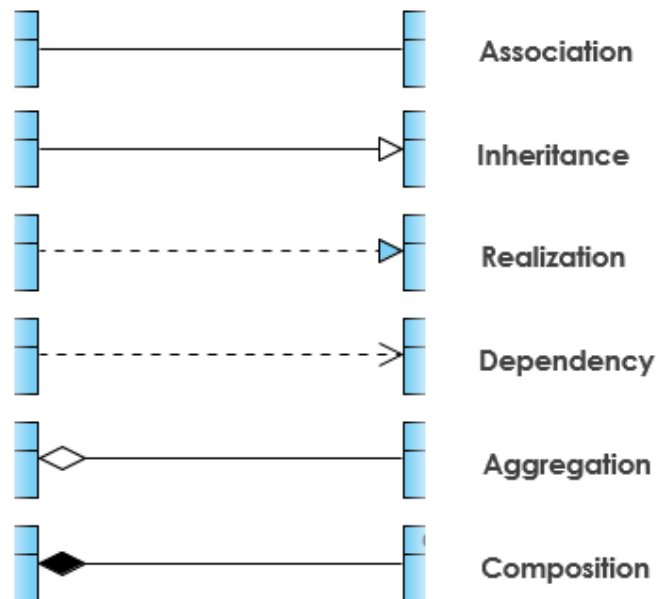 Association
Inheritance
Realization
Dependency
Aggregation
Composition